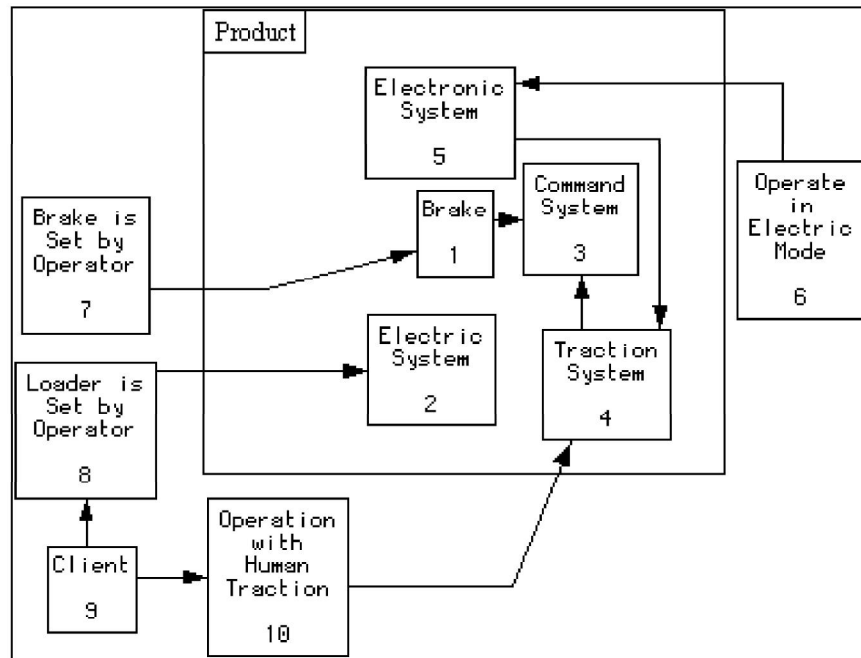 Product
Electronic
System
5
Command
System
3
Brake
1
Operate
in
Electric
Mode
6
Brake is
Set by
Operator
7
Electric
System
2
Traction
System
4
Loader is
Set by
Operator
8
Operation
with
Human
Traction
10
Client
9